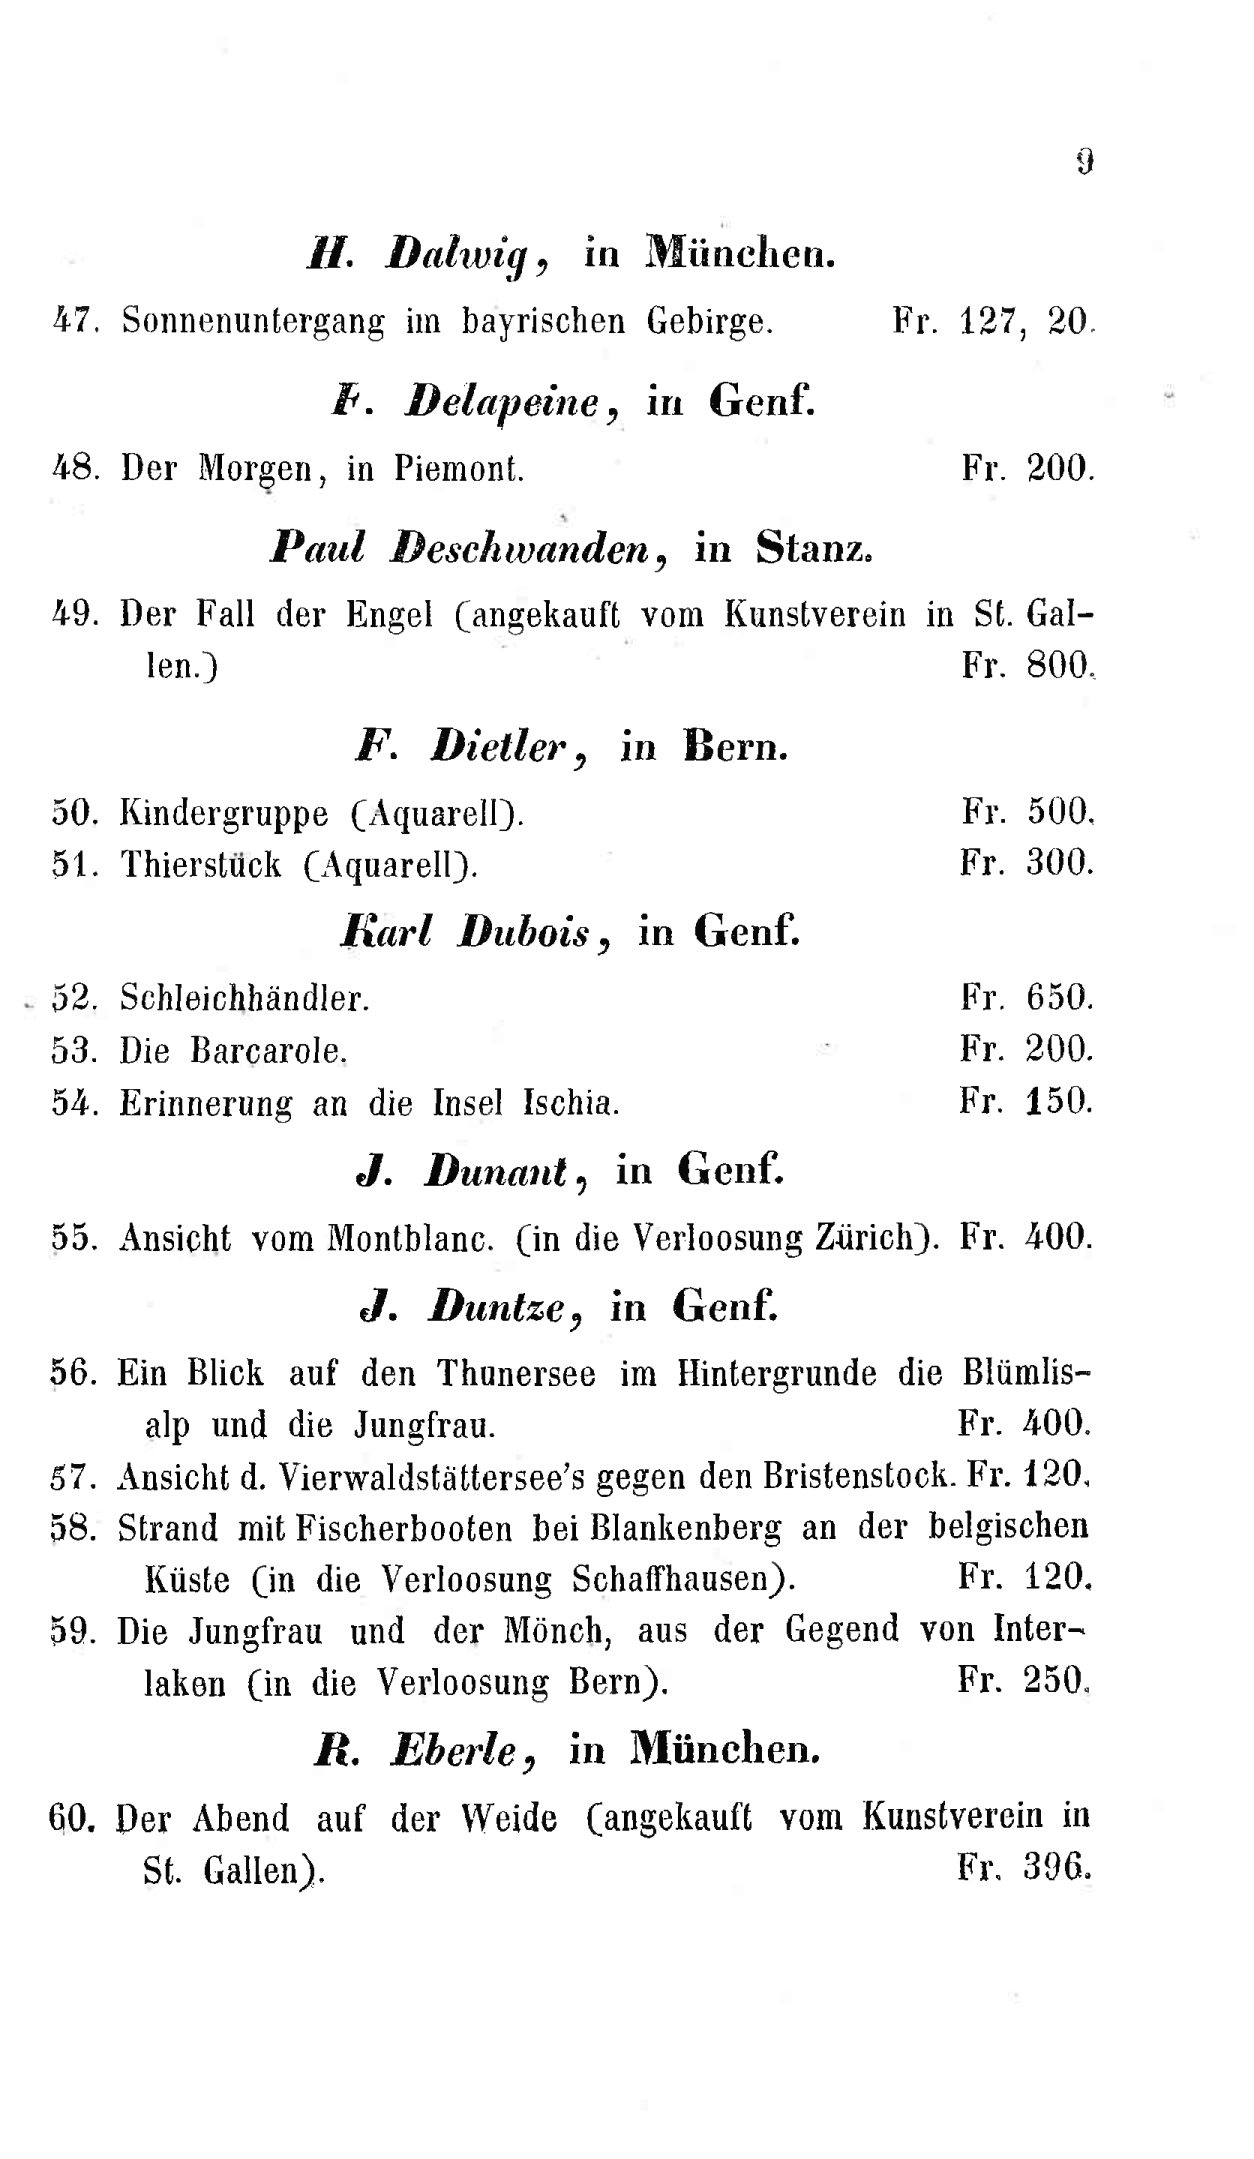 9
H. Dalwig, in München.
47. Sonnenuntergang im bayrischen Gebirge. Fr. 127, 20.
F. Delapeine, in Genf.
48. Der Morgen, in Piemont. Fr. 200.
Paul Deschwanden, in Stanz.
49. Der Fall der Engel (angekauft vom Kunstverein in St. Gal-
len.) Fr. 800.
F. Dietler, in Bern.
50. Kindergruppe (Aquarell). Fr. 500.
51. Thierstück (Aquarell). Fr. 300.
Karl Dubois, in Genf.
52. Schleichhändler. Fr. 650.
53. Die Barcarole. Fr. 200.
54. Erinnerung an die Insel Ischia. Fr. 150.
J. Dunant, in Genf.
55. Ansicht vom Montblanc. (in die Verloosung Zürich). Fr. 400.
J. Duntze, in Genf.
56. Ein Blick auf den Thunersee im Hintergrunde die Blümlis-
alp und die Jungfrau. Fr. 400.
57. Ansicht d. Vierwaldstättersee's gegen den Bristenstock. Fr. 120.
58. Strand mit Fischerbooten bei Blankenberg an der belgischen
Küste (in die Verloosung Schaffhausen). Fr. 120.
59. Die Jungfrau und der Mönch, aus der Gegend von Inter-
laken (in die Verloosung Bern). Fr. 250.
R. Eberle, in München.
60. Der Abend auf der Weide (angekauft vom Kunstverein in
St. Gallen). Fr. 396.